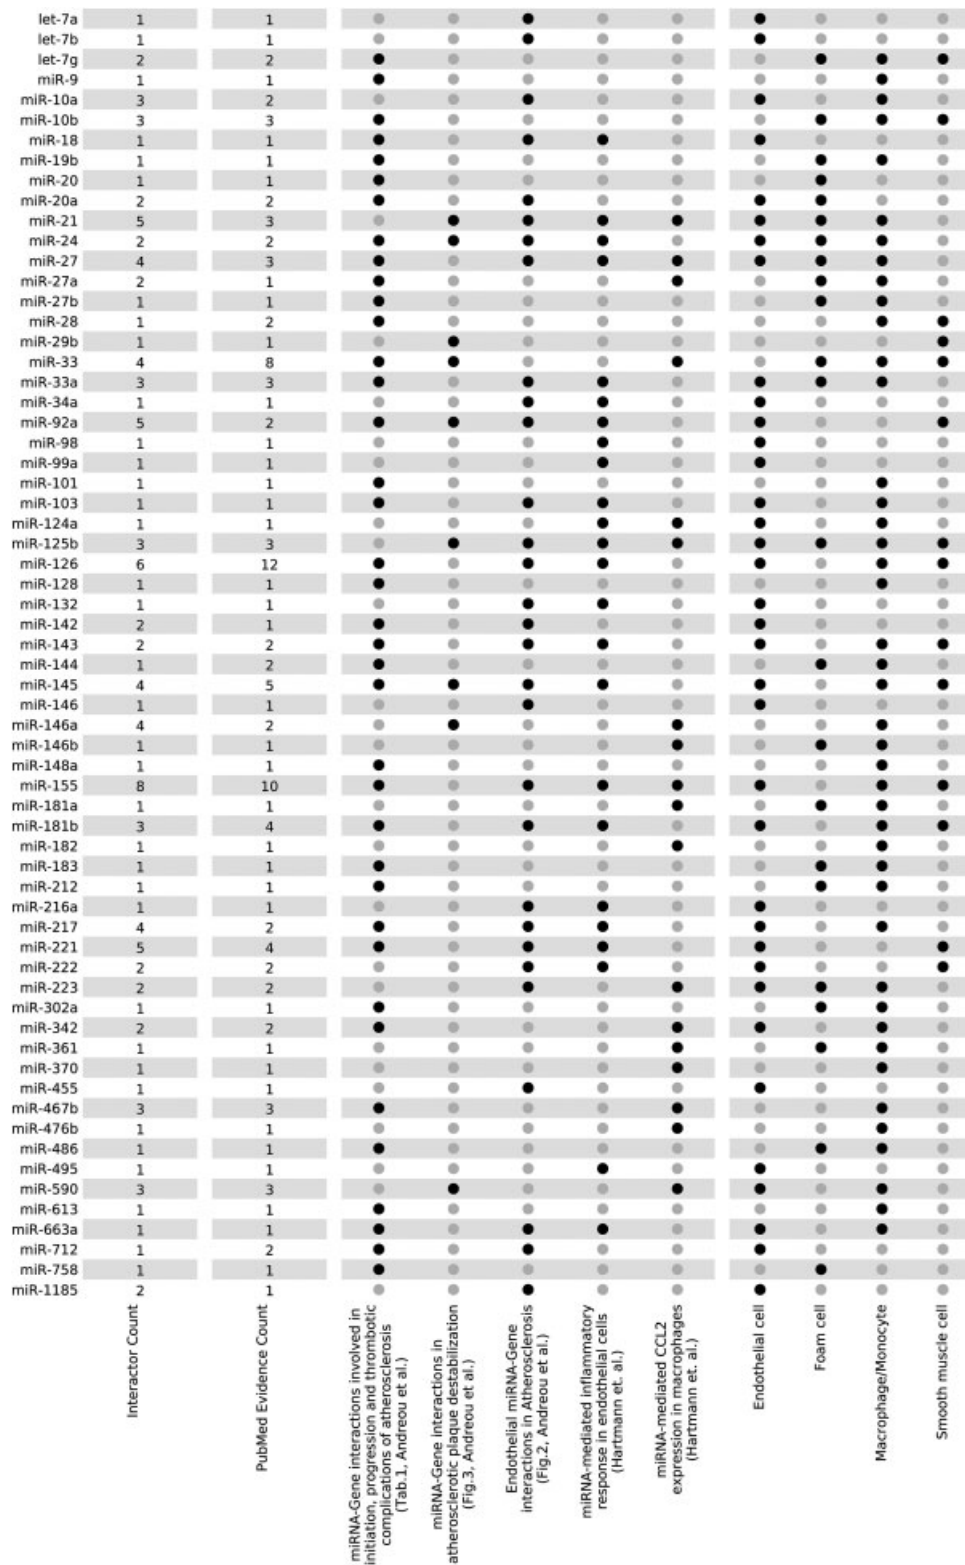 let-7a 1 1
let-7b 1 1
let-7g 2 2
miR-9 1 1
miR-10a 3 2
miR-10b 3 3
miR-18 1 1
miR-19b 1 1
miR-20 1 1
miR-20a 2 2
miR-21 5 3
miR-24 2 2
miR-27 4 3
miR-27a 2 1
miR-27b 1 1
miR-28 1 2
miR-29b 1 1
miR-33 4 8
miR-33a 3 3
miR-34a 1 1
miR-92a 5 2
miR-98 1 1
miR-99a 1 1
miR-101 1 1
miR-103 1 1
miR-124a 1 1
miR-125b 3 3
miR-126 6 12
miR-128 1 1
miR-132 1 1
miR-142 2 1
miR-143 2 2
miR-144 1 2
miR-145 4 5
miR-146 1 1
miR-146a 4 2
miR-146b 1 1
miR-148a 1 1
miR-155 8 10
miR-181a 1 1
miR-181b 3 4
miR-182 1 1
miR-183 1 1
miR-212 1 1
miR-216a 1 1
miR-217 4 2
miR-221 5 4
miR-222 2 2
miR-223 2 2
miR-302a 1 1
miR-342 2 2
miR-361 1 1
miR-370 1 1
miR-455 1 1
miR-467b 3 3
miR-476b 1 1
miR-486 1 1
miR-495 1 1
miR-590 3 3
miR-613 1 1
miR-663a 1 1
miR-712 1 2
miR-758 1 1
miR-1185 2 1
Interactor Count
PubMed Evidence Count
miRNA-Gene interactions involved in
initiation, progression and thrombotic
complications of atherosclerosis
(Tab.1, Andreou et al.)
miRNA-Gene interactions in
atherosclerotic plaque destabilization
(Fig.3, Andreou et al.)
Endothelial miRNA-Gene
interactions in Atherosclerosis
(Fig.2, Andreou et al.)
miRNA-mediated inflammatory
response in endothelial cells
(Hartmann et. al.)
miRNA-mediated CCL2
expression in macrophages
(Hartmann et. al.)
Endothelial cell
Foam cell
Macrophage/Monocyte
Smooth muscle cell